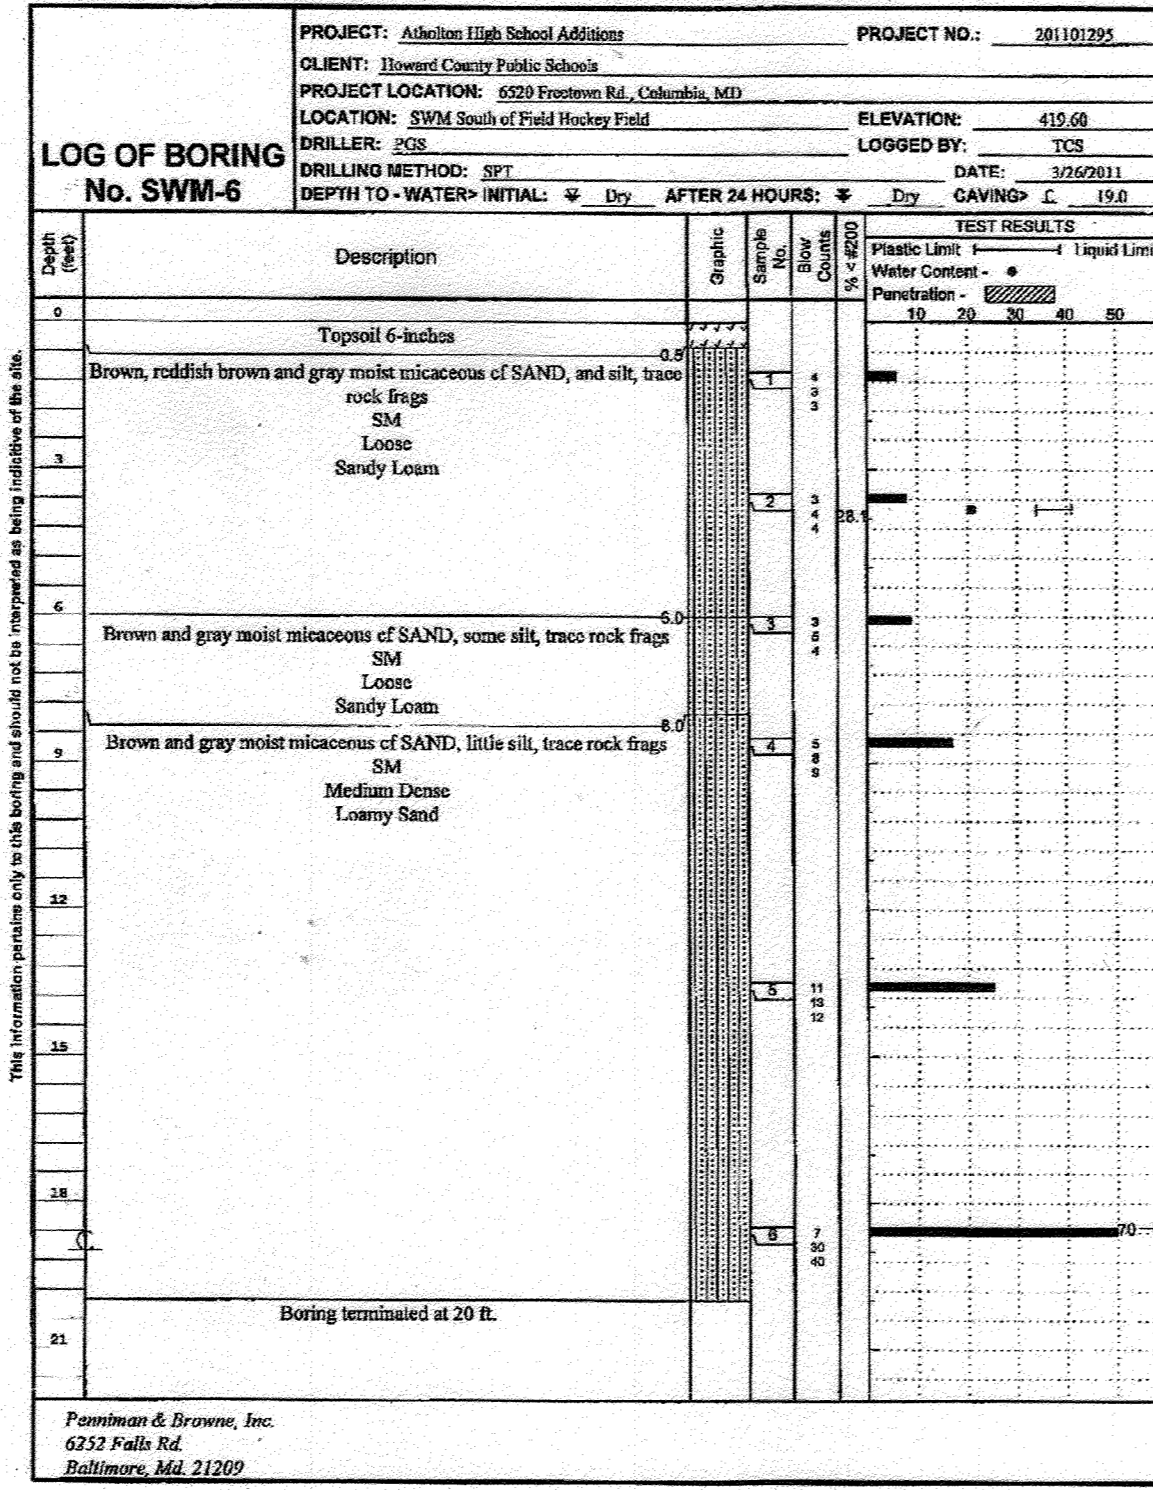 LOG OF BORING
No. SWM-6
PROJECT: Atholton High School Additions PROJECT NO.: 201101295
CLIENT: Howard County Public Schools
PROJECT LOCATION: 6520 Freetown Rd., Columbia, MD
LOCATION: SWM South of Field Hockey Field ELEVATION: 419.60
DRILLER: PGS LOGGED BY: TCS
DRILLING METHOD: SPT DATE: 3/26/2011
DEPTH TO - WATER> INITIAL: Dry AFTER 24 HOURS: Dry CAVING> C 19.0
Depth (feet) Description Graphic Sample No. Blow Counts % < #200 TEST RESULTS
Plastic Limit Liquid Limi
Water Content -
Penetration -
10 20 30 40 50
0
Topsoil 6-inches
0.5
Brown, reddish brown and gray moist micaceous cf SAND, and silt, trace
rock frags
SM
Loose
Sandy Loam
1 4
3
3
3
2 3
4
4
28.1
6
6.0
Brown and gray moist micaceous cf SAND, some silt, trace rock frags
SM
Loose
Sandy Loam
3 3
5
4
8.0
Brown and gray moist micaceous cf SAND, little silt, trace rock frags
SM
Medium Dense
Loamy Sand
9
4 5
8
9
12
5 11
13
12
15
18
C
6 7
30
40
70
Boring terminated at 20 ft.
21
This information pertains only to this boring and should not be interpreted as being indicitive of the site.
Penniman & Browne, Inc.
6252 Falls Rd.
Baltimore, Md. 21209